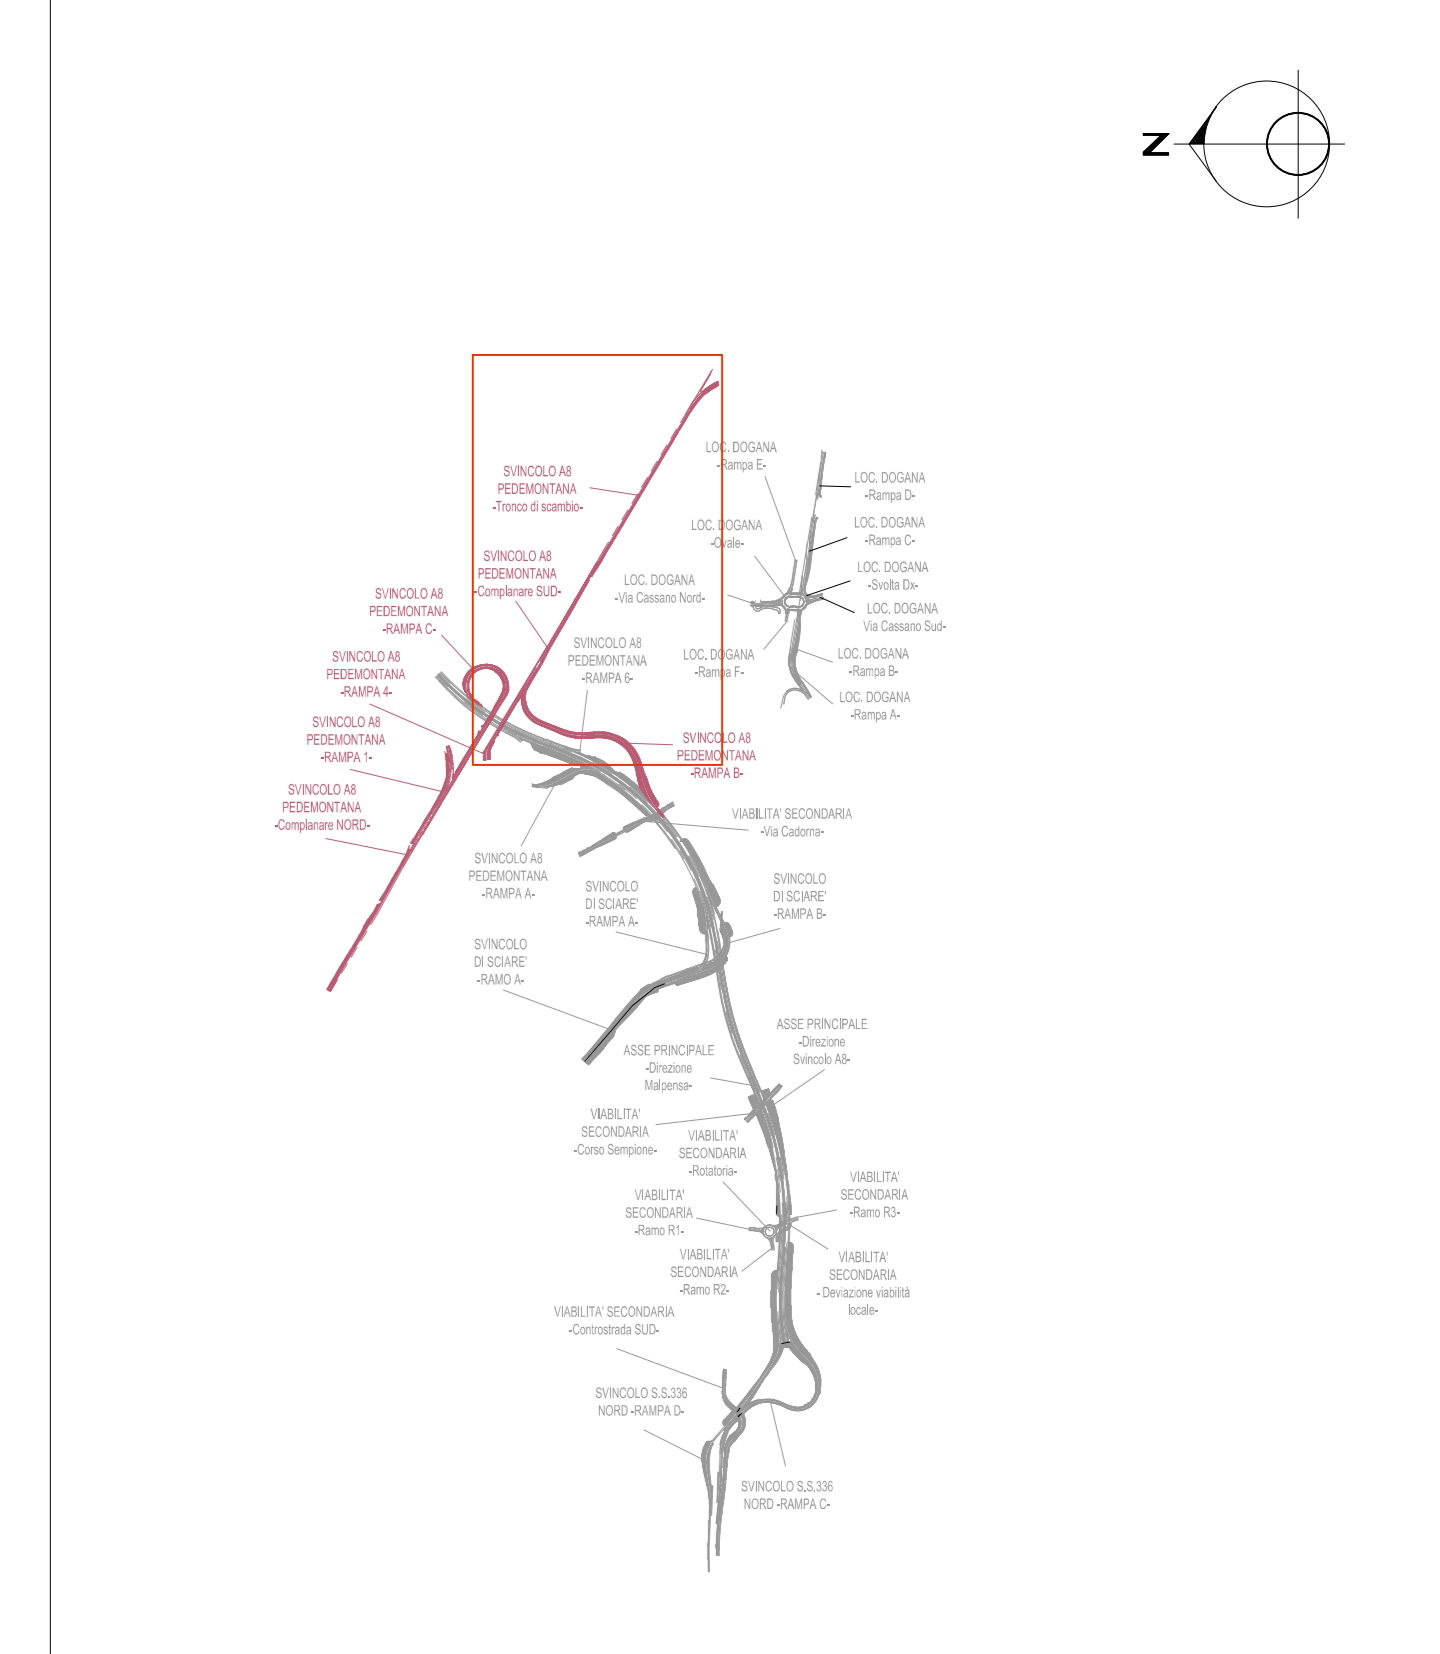 N
LOC. DOGANA
-Rampa E-
SVINCOLO A8
PEDEMONTANA
-Tronco di scambio-
LOC. DOGANA
-Rampa D-
LOC. DOGANA
-Ovale-
LOC. DOGANA
-Rampa C-
SVINCOLO A8
PEDEMONTANA
-Complanare SUD-
LOC. DOGANA
-Via Cassano Nord-
LOC. DOGANA
-Svolta Dx-
SVINCOLO A8
PEDEMONTANA
-RAMPA C-
LOC. DOGANA
Via Cassano Sud-
SVINCOLO A8
PEDEMONTANA
-RAMPA 6-
LOC. DOGANA
-Rampa F-
LOC. DOGANA
-Rampa B-
SVINCOLO A8
PEDEMONTANA
-RAMPA 4-
LOC. DOGANA
-Rampa A-
SVINCOLO A8
PEDEMONTANA
-RAMPA 1-
SVINCOLO A8
PEDEMONTANA
-RAMPA B-
SVINCOLO A8
PEDEMONTANA
-Complanare NORD-
VIABILITA' SECONDARIA
-Via Cadorna-
SVINCOLO A8
PEDEMONTANA
-RAMPA A-
SVINCOLO
DI SCIARE'
-RAMPA A-
SVINCOLO
DI SCIARE'
-RAMPA B-
SVINCOLO
DI SCIARE'
-RAMO A-
ASSE PRINCIPALE
-Direzione
Svincolo A8-
ASSE PRINCIPALE
-Direzione
Malpensa-
VIABILITA'
SECONDARIA
-Corso Sempione-
VIABILITA'
SECONDARIA
-Rotatoria-
VIABILITA'
SECONDARIA
-Ramo R3-
VIABILITA'
SECONDARIA
-Ramo R1-
VIABILITA'
SECONDARIA
-Ramo R2-
VIABILITA'
SECONDARIA
- Deviazione viabilità
locale-
VIABILITA' SECONDARIA
-Controstrada SUD-
SVINCOLO S.S.336
NORD -RAMPA D-
SVINCOLO S.S.336
NORD -RAMPA C-